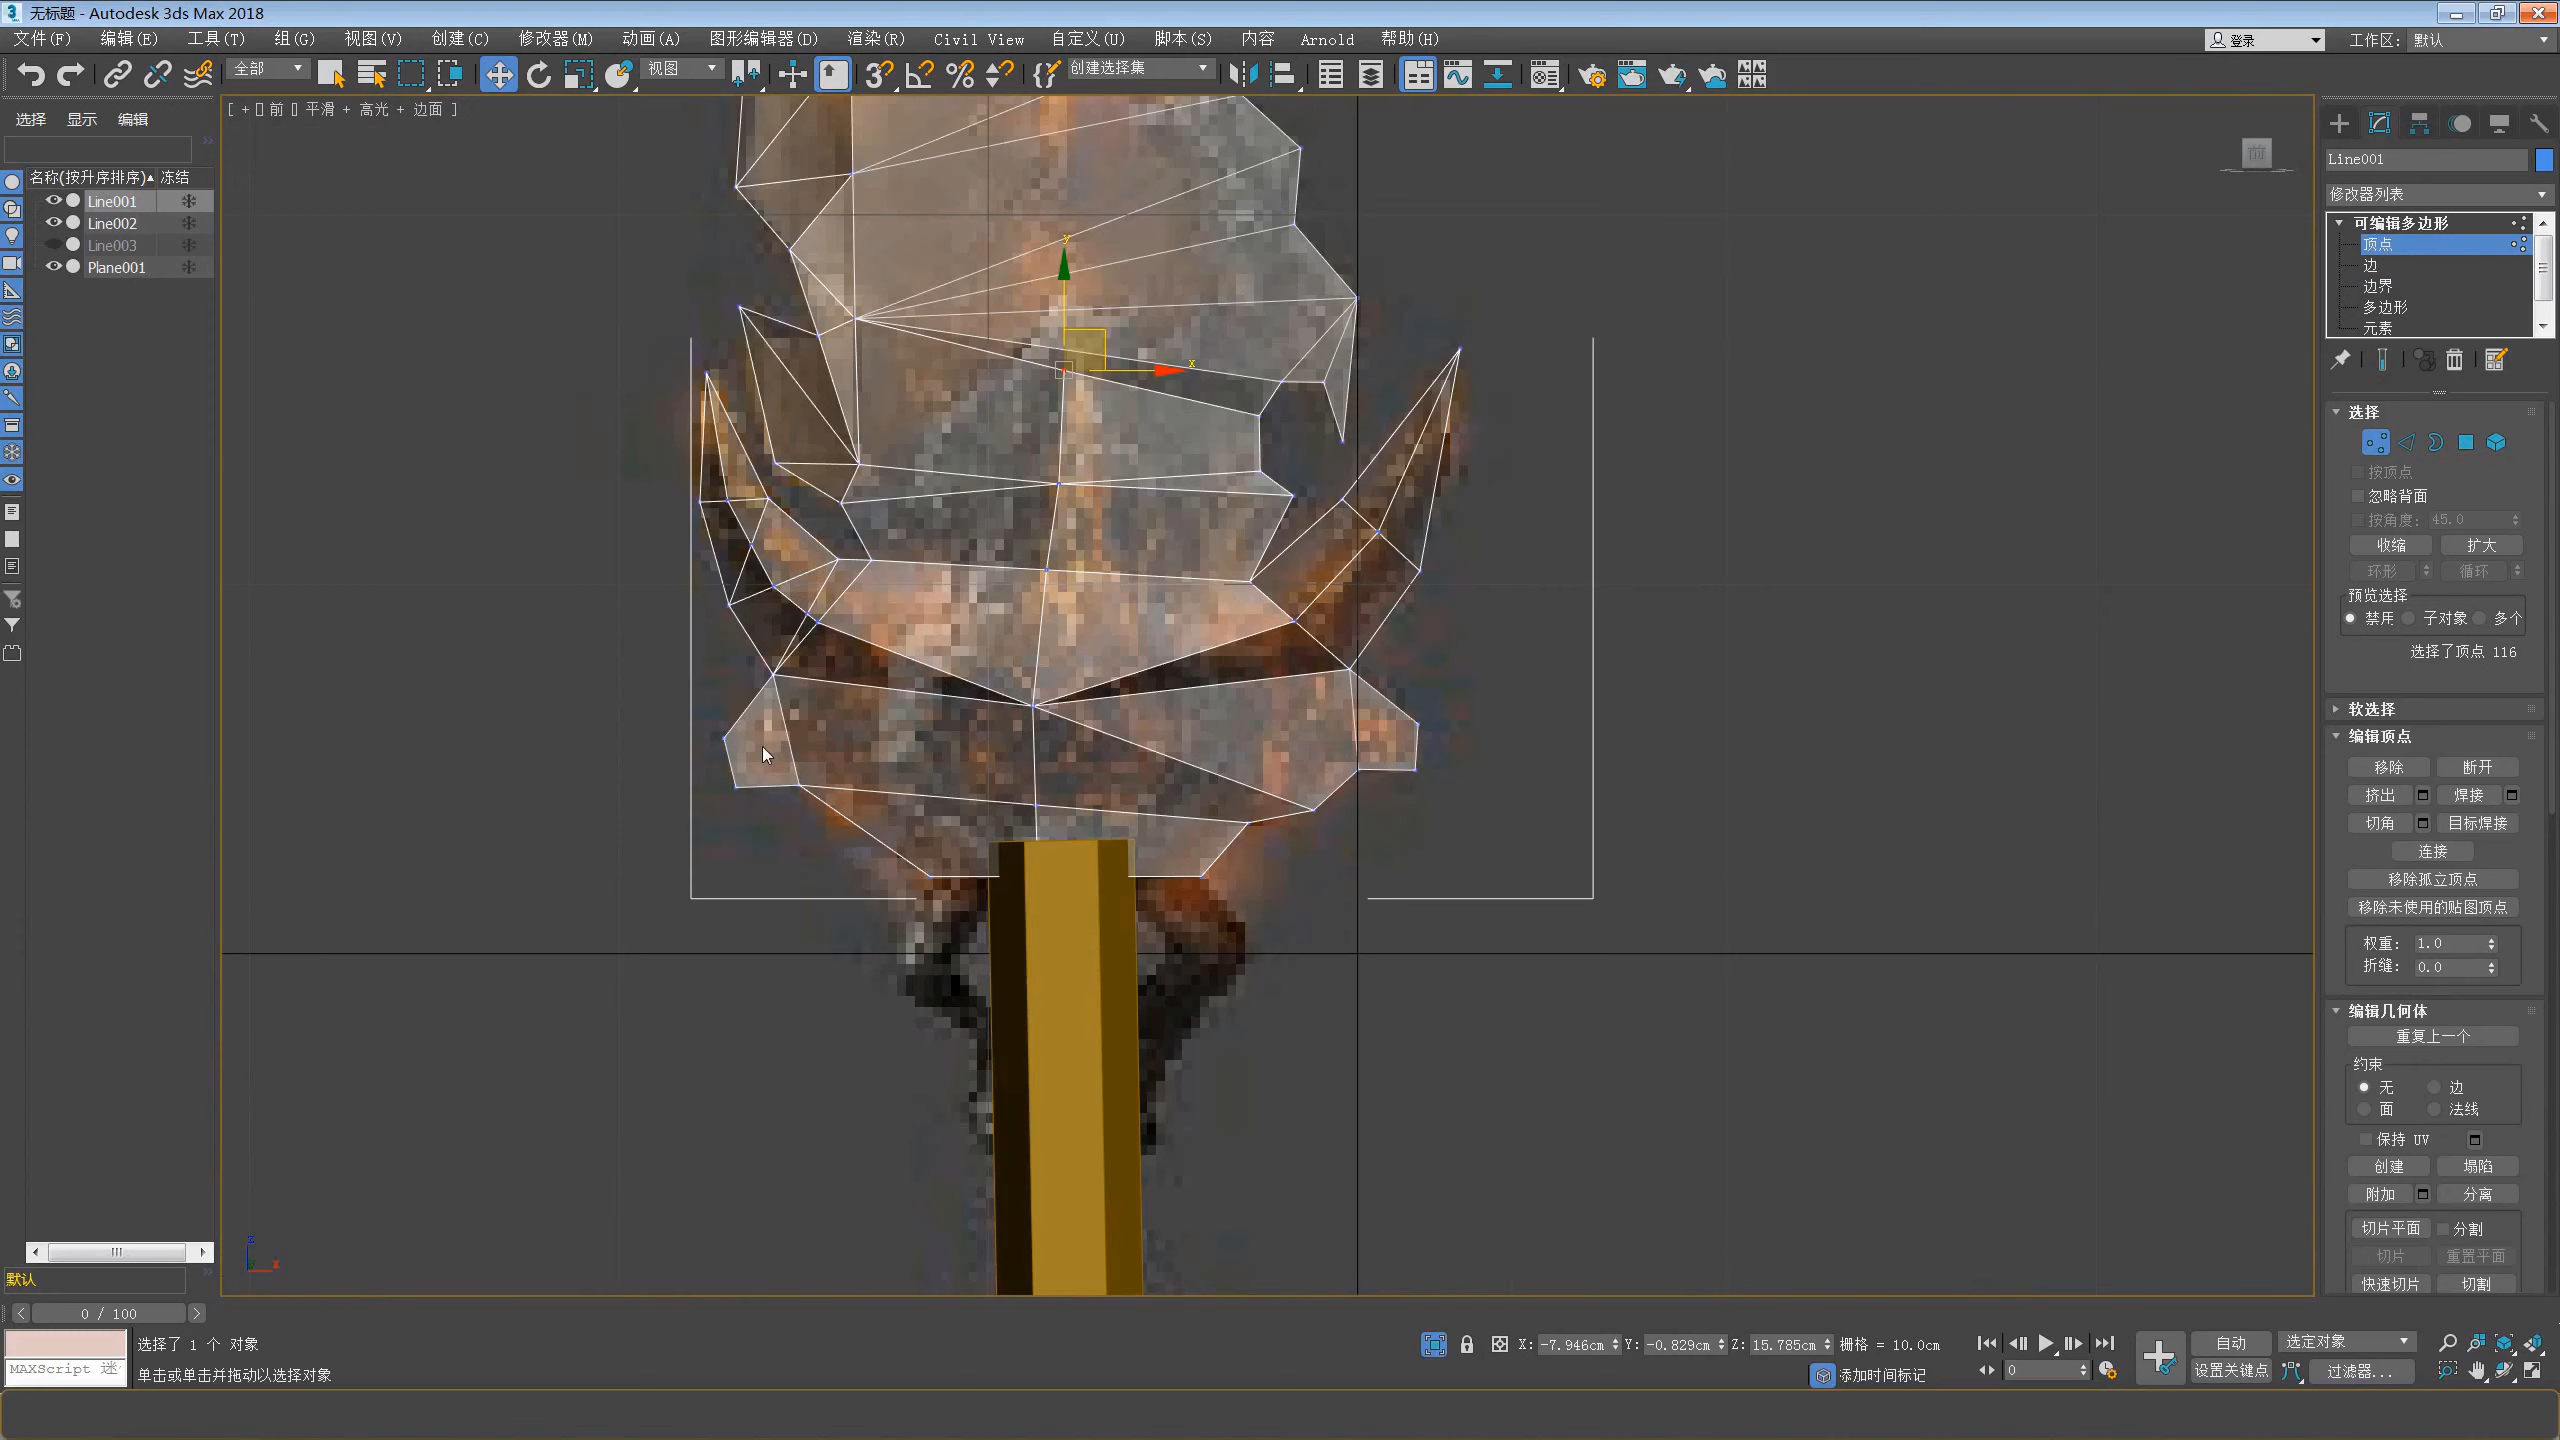 无标题 - Autodesk 3ds Max 2018
文件(F) 编辑(E) 工具(T) 组(G) 视图(V) 创建(C) 修改器(M) 动画(A) 图形编辑器(D) 渲染(R) Civil View 自定义(U) 脚本(S) 内容 Arnold 帮助(H)
登录
工作区: 默认
全部
视图
创建选择集
选择 显示 编辑
名称(按升序排序) 冻结
Line001
Line002
Line003
Plane001
默认
前 平滑 + 高光 + 边面
y
x
前
Line001
修改器列表
可编辑多边形
顶点
边
边界
多边形
元素
选择
按顶点
忽略背面
按角度: 45.0
收缩 扩大
环形 循环
预览选择
禁用 子对象 多个
选择了顶点 116
软选择
编辑顶点
移除 断开
挤出 焊接
切角 目标焊接
连接
移除孤立顶点
移除未使用的贴图顶点
权重: 1.0
折缝: 0.0
编辑几何体
重复上一个
约束
无 边
面 法线
保持 UV
创建 塌陷
附加 分离
切片平面 分割
切片 重置平面
快速切片 切割
z
x
0 / 100
选择了 1 个 对象
MAXScript 迷
单击或单击并拖动以选择对象
X: -7.946cm Y: -0.829cm Z: 15.785cm 栅格 = 10.0cm
添加时间标记
0
自动 选定对象
设置关键点 过滤器...